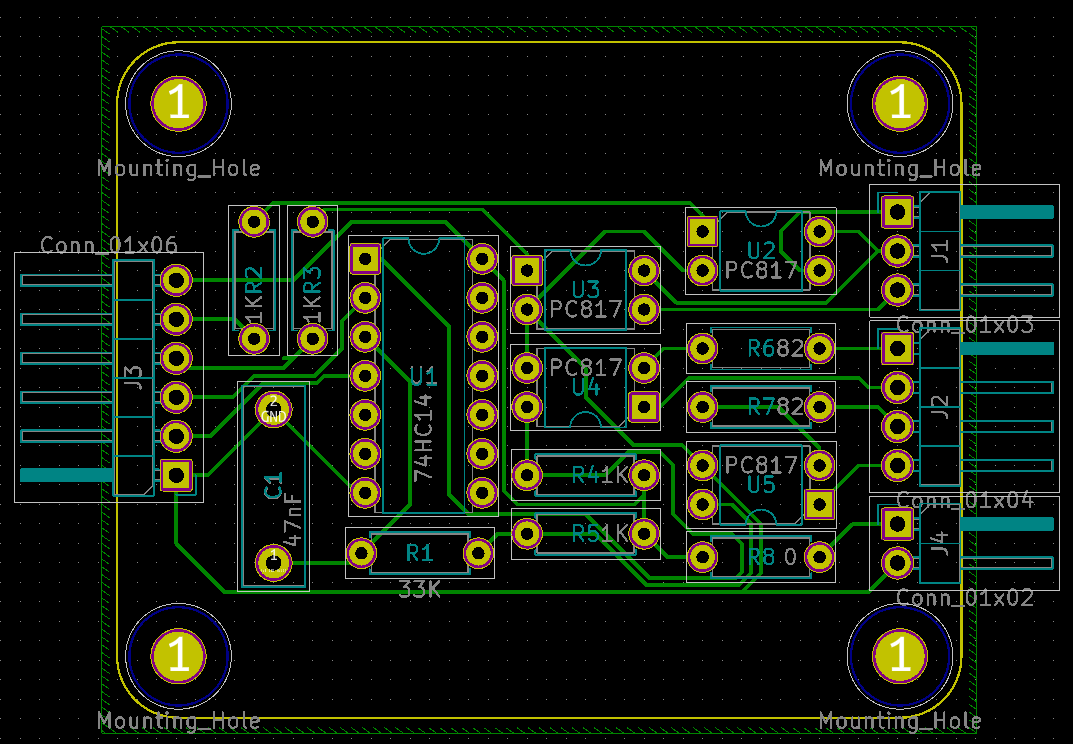 1
1
Mounting_Hole
Mounting_Hole
Conn_01x06
J3
1K
R2
1K
R3
U1
74HC14
U2
PC817
J1
Conn_01x03
U3
PC817
PC817
U4
R6
82
R7
82
J2
Conn_01x04
2
GND
C1
47nF
1
R4
1K
PC817
U5
R5
1K
R1
33K
R8
0
J4
Conn_01x02
1
1
Mounting_Hole
Mounting_Hole